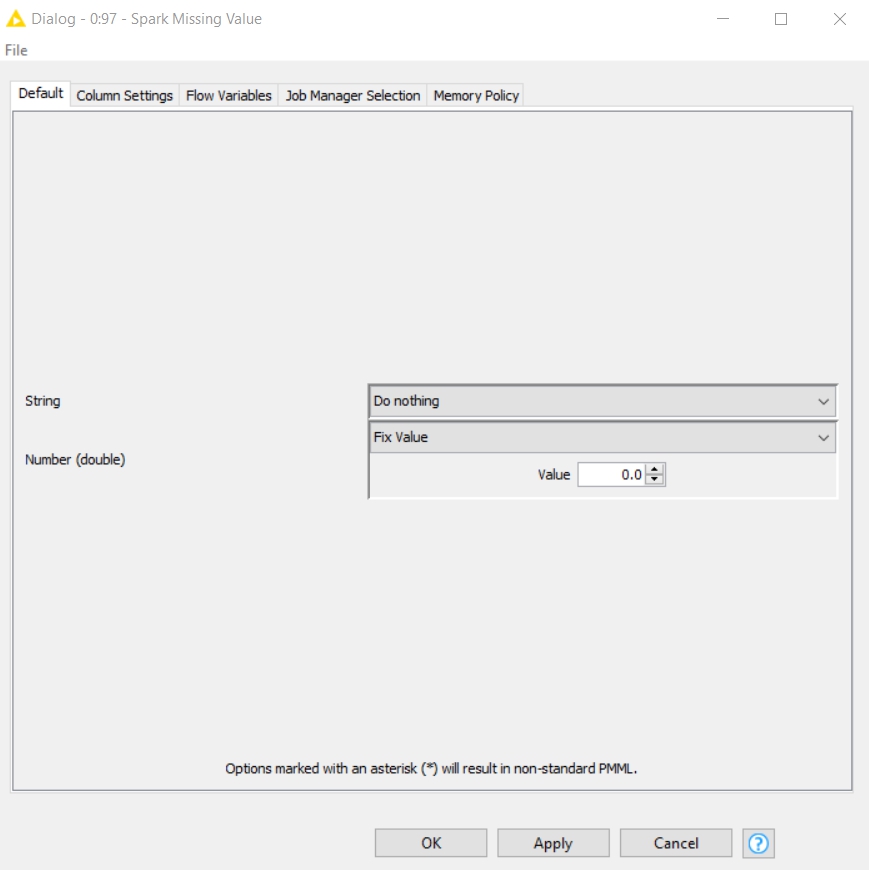 Dialog - 0:97 - Spark Missing Value
File
Default Column Settings Flow Variables Job Manager Selection Memory Policy
String Do nothing
Fix Value
Number (double)
Value 0.0
Options marked with an asterisk (*) will result in non-standard PMML.
OK Apply Cancel ?